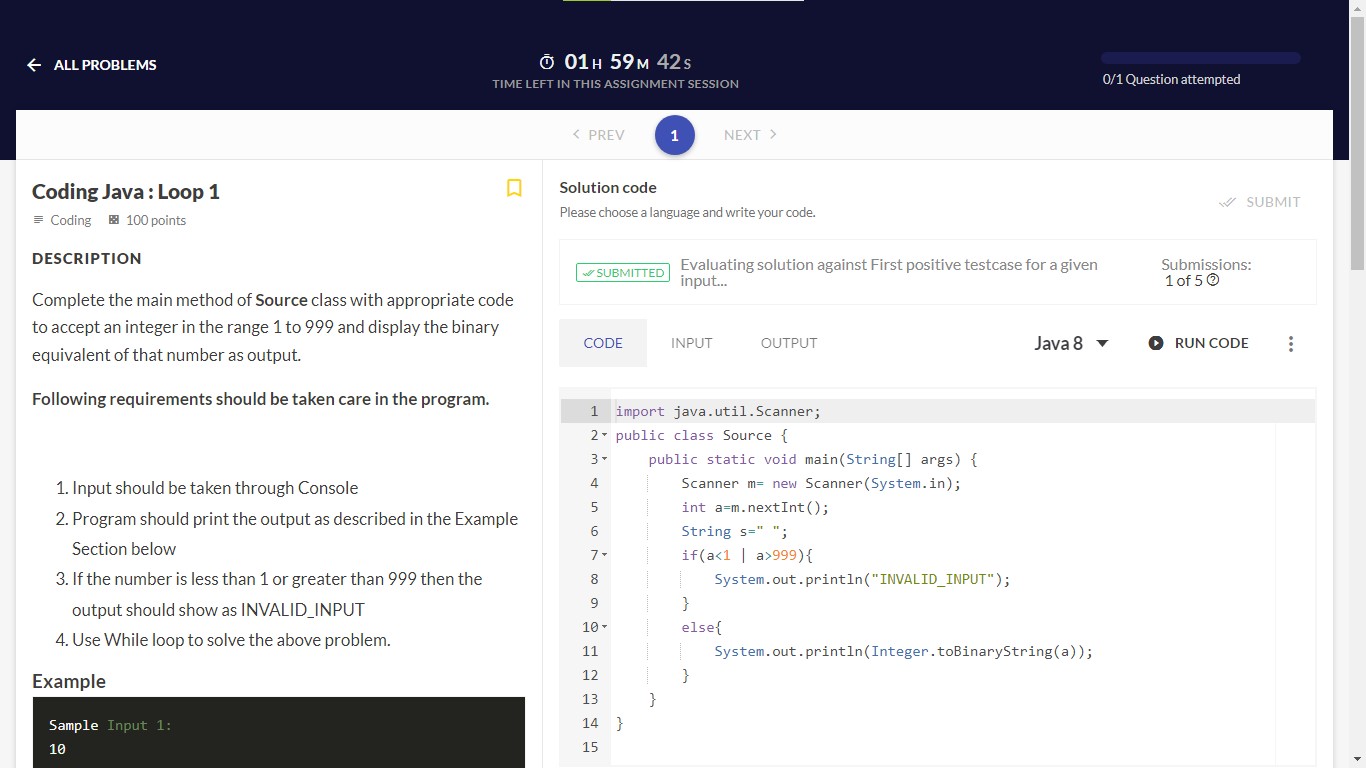 ALL PROBLEMS
01 H 59 M 42 S
TIME LEFT IN THIS ASSIGNMENT SESSION
0/1 Question attempted
PREV 1 NEXT
Coding Java : Loop 1
Coding 100 points
DESCRIPTION
Complete the main method of Source class with appropriate code
to accept an integer in the range 1 to 999 and display the binary
equivalent of that number as output.
Following requirements should be taken care in the program.
1. Input should be taken through Console
2. Program should print the output as described in the Example
Section below
3. If the number is less than 1 or greater than 999 then the
output should show as INVALID_INPUT
4. Use While loop to solve the above problem.
Example
Sample Input 1:
10
Solution code
Please choose a language and write your code.
SUBMIT
SUBMITTED
Evaluating solution against First positive testcase for a given
input...
Submissions:
1 of 5
CODE INPUT OUTPUT Java 8 RUN CODE
1 import java.util.Scanner;
2 public class Source {
3 public static void main(String[] args) {
4 Scanner m= new Scanner(System.in);
5 int a=m.nextInt();
6 String s=" ";
7 if(a<1 | a>999){
8 System.out.println("INVALID_INPUT");
9 }
10 else{
11 System.out.println(Integer.toBinaryString(a));
12 }
13 }
14 }
15